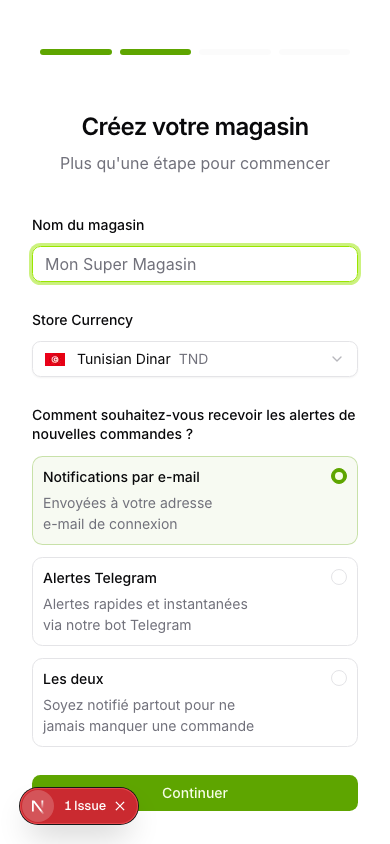 Créez votre magasin
Plus qu'une étape pour commencer
Nom du magasin
Mon Super Magasin
Store Currency
Tunisian Dinar TND
Comment souhaitez-vous recevoir les alertes de
nouvelles commandes ?
Notifications par e-mail
Envoyées à votre adresse
e-mail de connexion
Alertes Telegram
Alertes rapides et instantanées
via notre bot Telegram
Les deux
Soyez notifié partout pour ne
jamais manquer une commande
Continuer
N 1 Issue